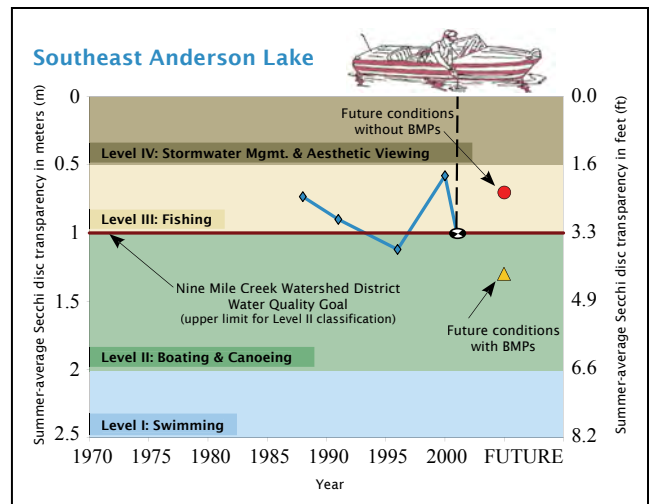 Southeast Anderson Lake
Summer-average Secchi disc transparency in meters (m)
0
0.5
1
1.5
2
2.5
Future conditions
without BMPs
Level IV: Stormwater Mgmt. & Aesthetic Viewing
Level III: Fishing
Nine Mile Creek Watershed District
Water Quality Goal
(upper limit for Level II classification)
Future conditions
with BMPs
Level II: Boating & Canoeing
Level I: Swimming
0.0
1.6
3.3
4.9
6.6
8.2
Summer-average Secchi disc transparency in feet (ft)
1970 1975 1980 1985 1990 1995 2000 FUTURE
Year